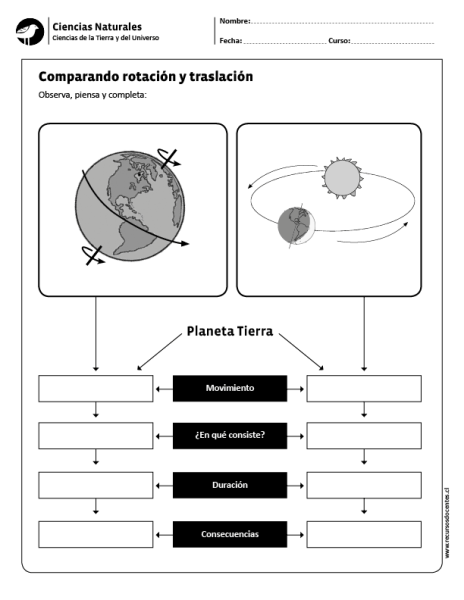 Ciencias Naturales
Ciencias de la Tierra y del Universo
Nombre:
Fecha: Curso:
Comparando rotación y traslación
Observa, piensa y completa:
Planeta Tierra
Movimiento
¿En qué consiste?
Duración
Consecuencias
www.recursosdocentes.cl